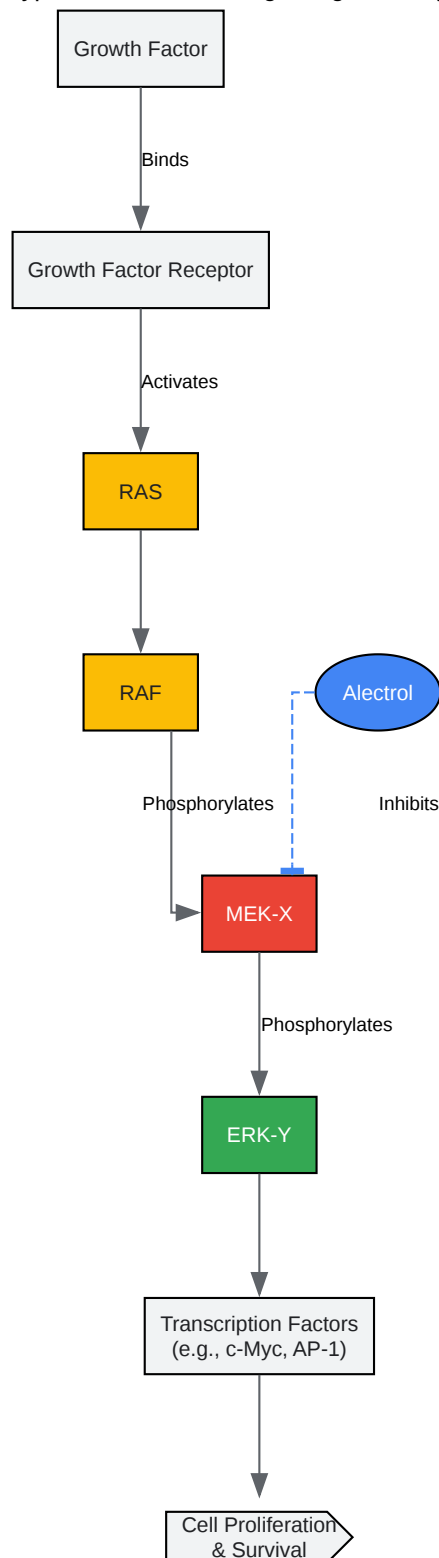 Growth Factor
Binds
Growth Factor Receptor
Activates
RAS
RAF
Alectrol
Phosphorylates
Inhibits
MEK-X
Phosphorylates
ERK-Y
Transcription Factors
(e.g., c-Myc, AP-1)
Cell Proliferation
& Survival